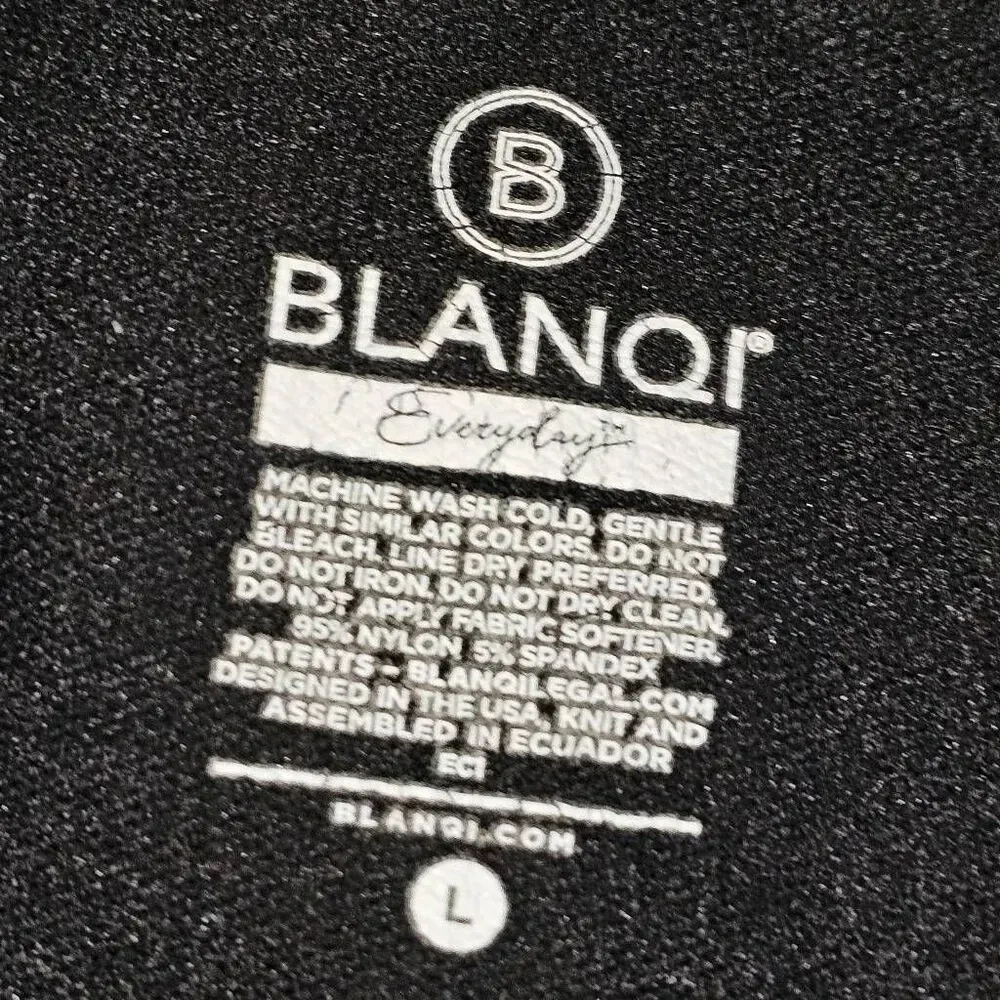 B
BLANQI®
Everyday™
MACHINE WASH COLD, GENTLE
WITH SIMILAR COLORS. DO NOT
BLEACH. LINE DRY PREFERRED.
DO NOT IRON. DO NOT DRY CLEAN.
DO NOT APPLY FABRIC SOFTENER.
95% NYLON, 5% SPANDEX
PATENTS - BLANQILEGAL.COM
DESIGNED IN THE USA, KNIT AND
ASSEMBLED IN ECUADOR
EC1
BLANQI.COM
L